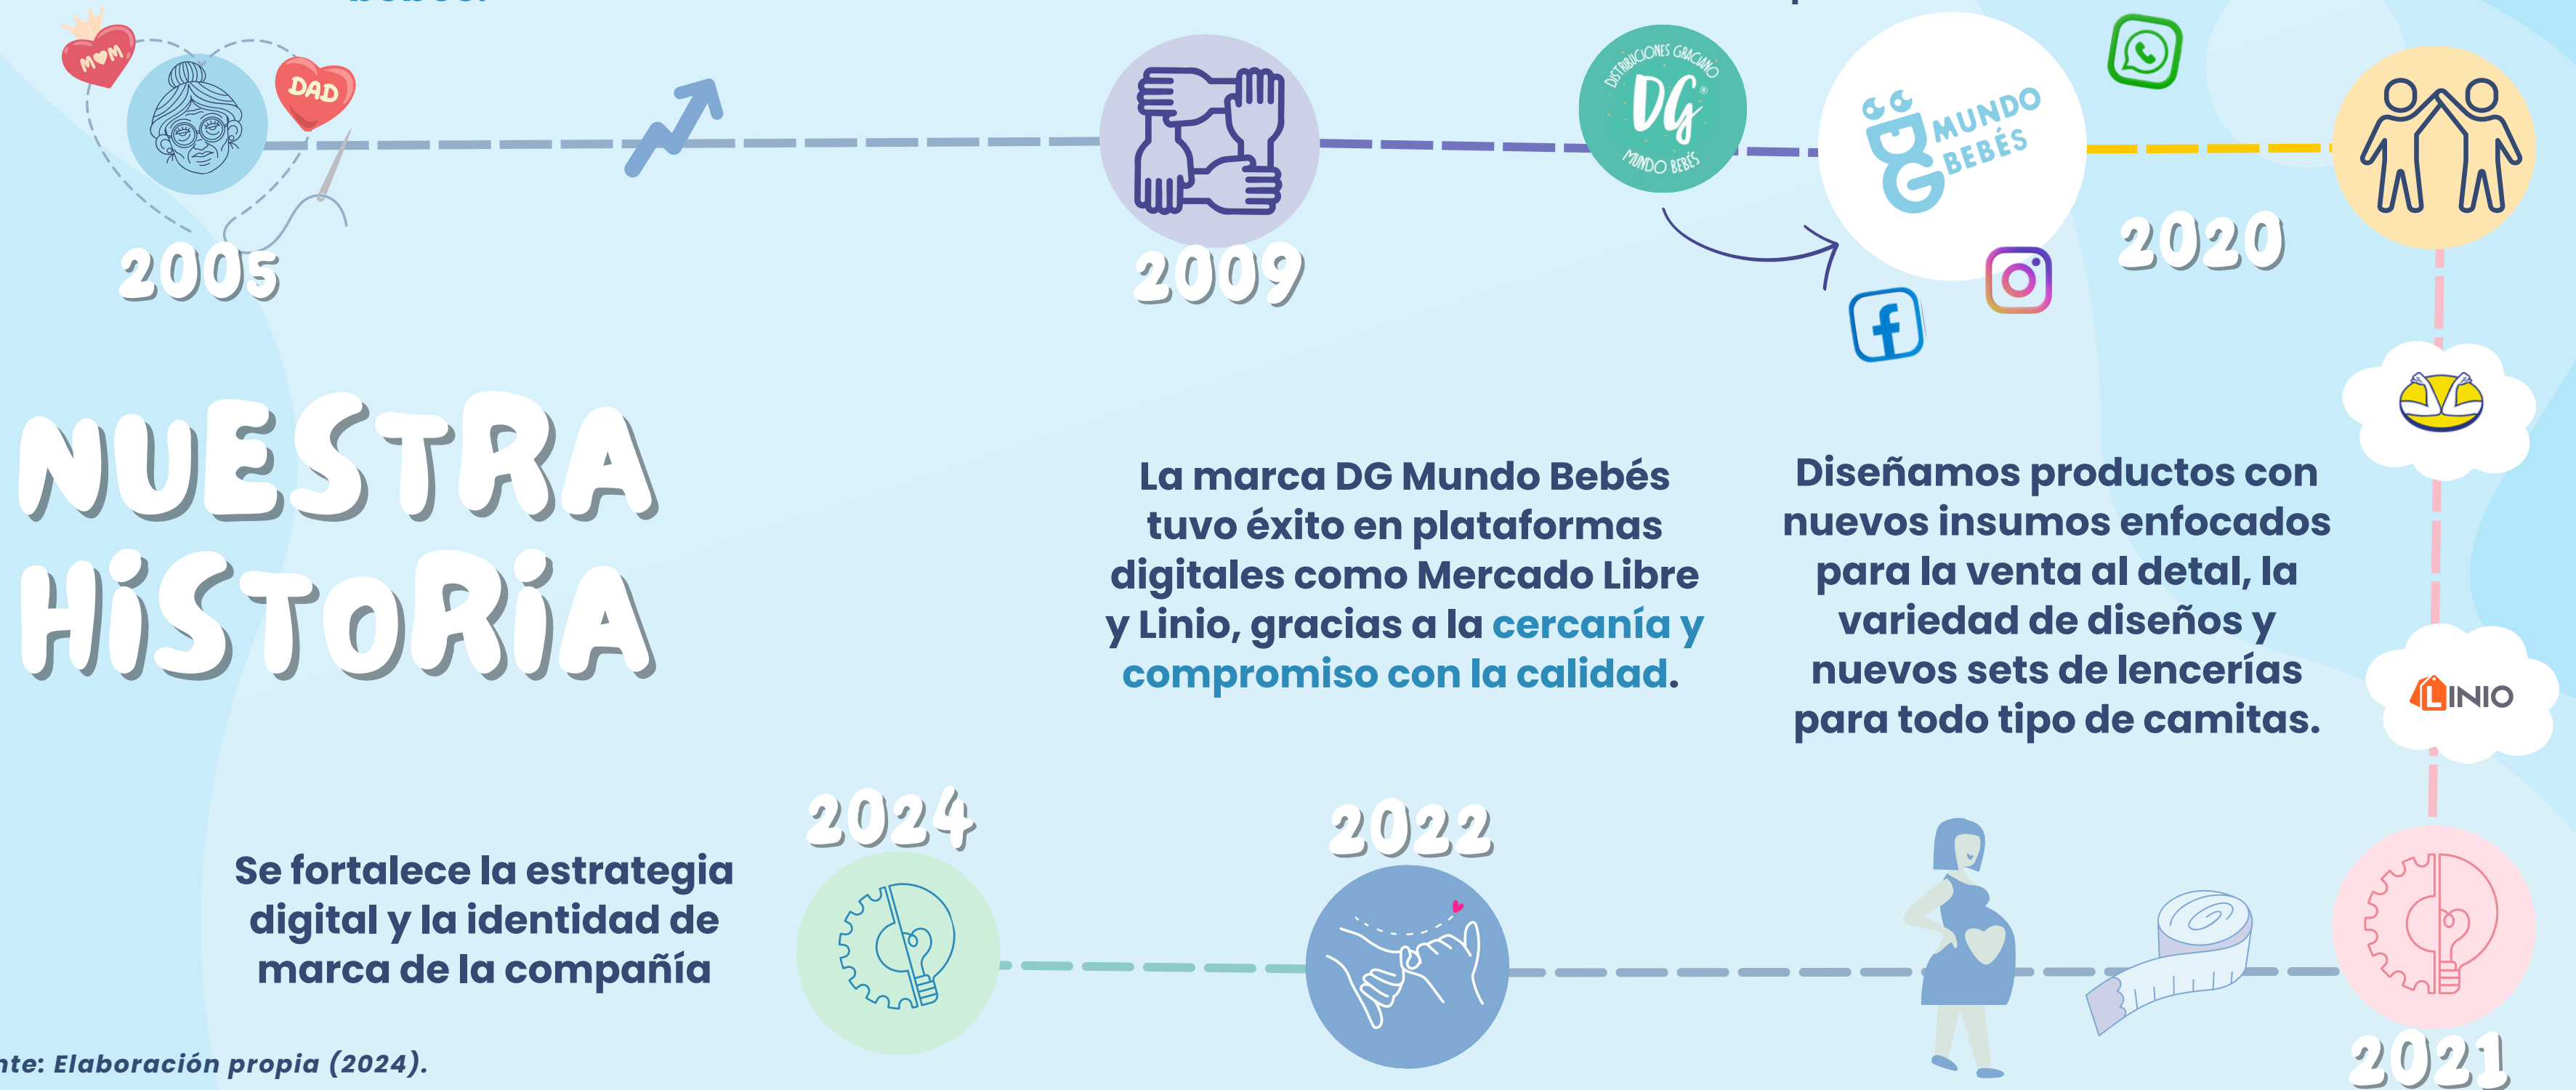 MOM
DAD
2005
2009
DISTRIBUCIONES GRACIANO
DG
MUNDO BEBÉS
DG MUNDO
BEBÉS
2020
NUESTRA
HiSTORiA
La marca DG Mundo Bebés
tuvo éxito en plataformas
digitales como Mercado Libre
y Linio, gracias a la cercanía y
compromiso con la calidad.
Diseñamos productos con
nuevos insumos enfocados
para la venta al detal, la
variedad de diseños y
nuevos sets de lencerías
para todo tipo de camitas.
LINIO
2024
2022
Se fortalece la estrategia
digital y la identidad de
marca de la compañía
2021
nte: Elaboración propia (2024).